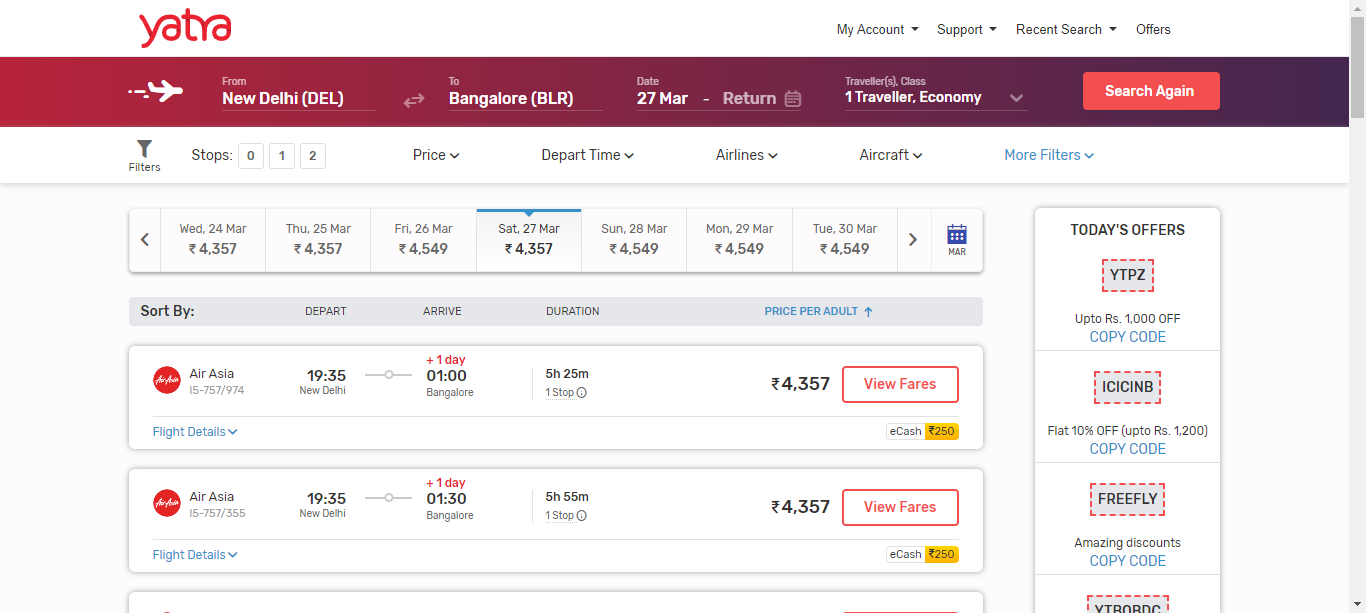 yatra
My Account Support Recent Search Offers
From To Date Traveller(s), Class
New Delhi (DEL) Bangalore (BLR) 27 Mar - Return 1 Traveller, Economy Search Again
Filters Stops: 0 1 2 Price Depart Time Airlines Aircraft More Filters
Wed, 24 Mar Thu, 25 Mar Fri, 26 Mar Sat, 27 Mar Sun, 28 Mar Mon, 29 Mar Tue, 30 Mar
₹ 4,357 ₹ 4,357 ₹ 4,549 ₹ 4,357 ₹ 4,549 ₹ 4,549 ₹ 4,549 MAR
Sort By: DEPART ARRIVE DURATION PRICE PER ADULT
+ 1 day
Air Asia 19:35 01:00 5h 25m ₹4,357 View Fares
I5-757/974 New Delhi Bangalore 1 Stop
Flight Details eCash ₹250
+ 1 day
Air Asia 19:35 01:30 5h 55m ₹4,357 View Fares
I5-757/355 New Delhi Bangalore 1 Stop
Flight Details eCash ₹250
TODAY'S OFFERS
YTPZ
Upto Rs. 1,000 OFF
COPY CODE
ICICINB
Flat 10% OFF (upto Rs. 1,200)
COPY CODE
FREEFLY
Amazing discounts
COPY CODE